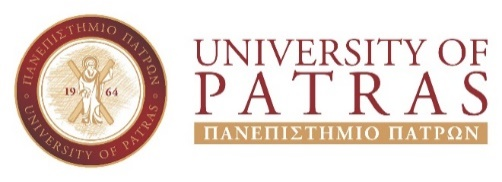 ΠΑΝΕΠΙΣΤΗΜΙΟ ΠΑΤΡΩΝ
19 64
UNIVERSITY OF PATRAS
UNIVERSITY OF
PATRAS
ΠΑΝΕΠΙΣΤΗΜΙΟ ΠΑΤΡΩΝ